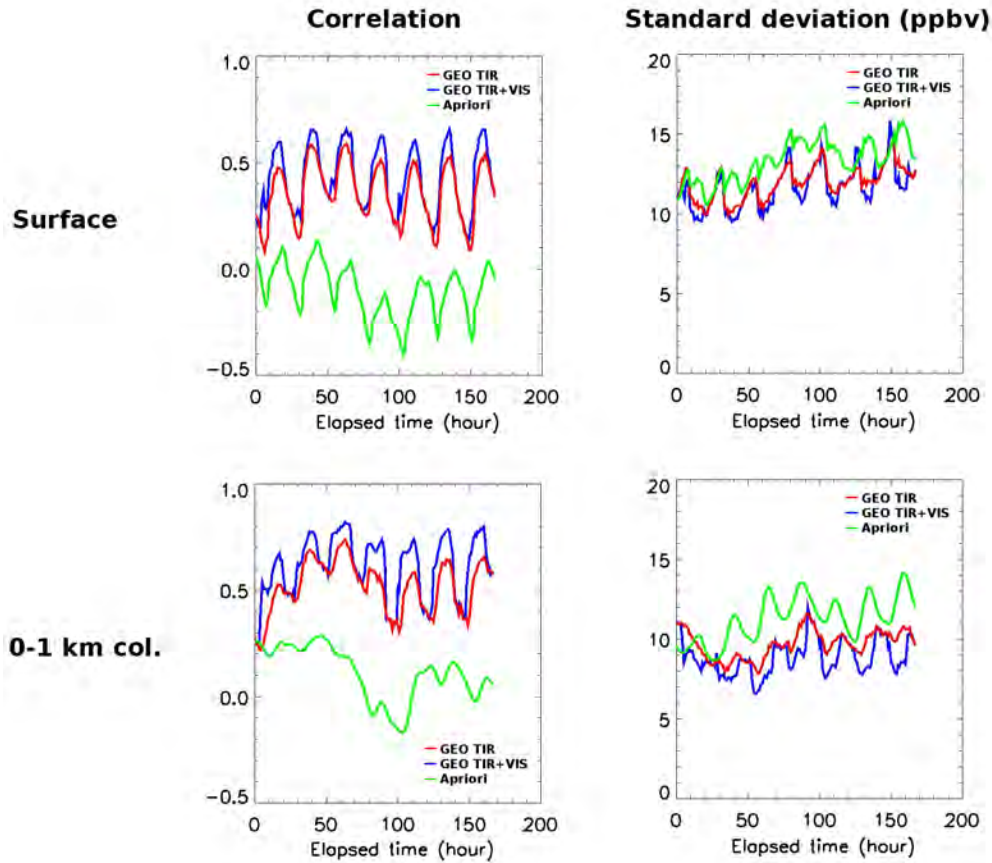 Correlation
Standard deviation (ppbv)
Surface
1.0
0.5
0.0
−0.5
GEO TIR
GEO TIR+VIS
Apriori
0 50 100 150 200
Elapsed time (hour)
20
15
10
5
0
GEO TIR
GEO TIR+VIS
Apriori
0 50 100 150 200
Elapsed time (hour)
0-1 km col.
1.0
0.5
0.0
−0.5
GEO TIR
GEO TIR+VIS
Apriori
0 50 100 150 200
Elapsed time (hour)
20
15
10
5
0
GEO TIR
GEO TIR+VIS
Apriori
0 50 100 150 200
Elapsed time (hour)